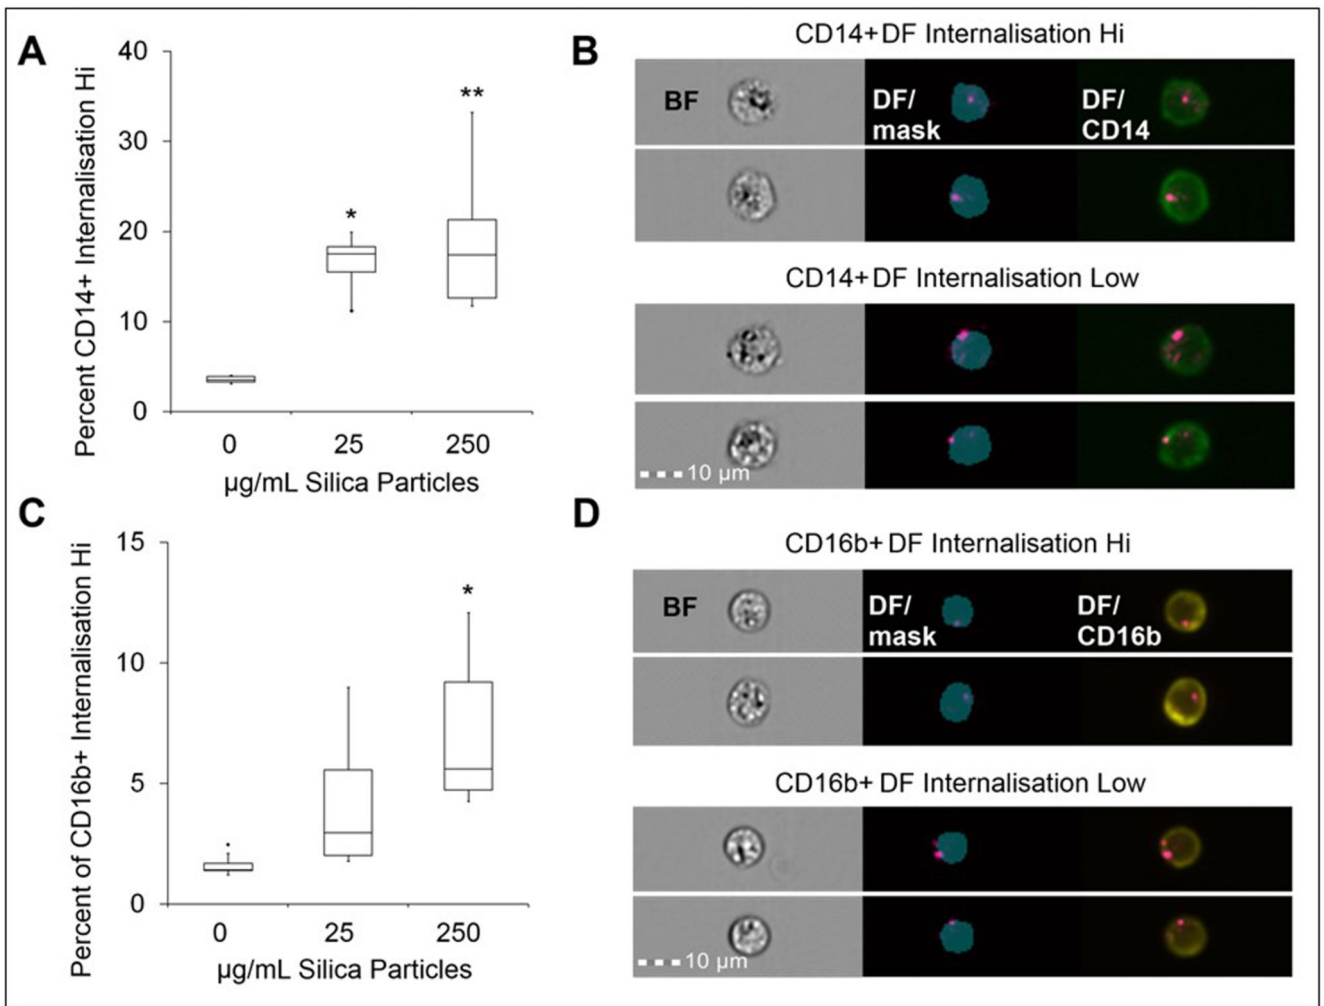 A
Percent CD14+ Internalisation Hi
40
30
20
10
0
*
**
0 25 250
µg/mL Silica Particles
B
CD14+ DF Internalisation Hi
BF
DF/
mask
DF/
CD14
CD14+ DF Internalisation Low
10 µm
C
Percent of CD16b+ Internalisation Hi
15
10
5
0
*
0 25 250
µg/mL Silica Particles
D
CD16b+ DF Internalisation Hi
BF
DF/
mask
DF/
CD16b
CD16b+ DF Internalisation Low
10 µm